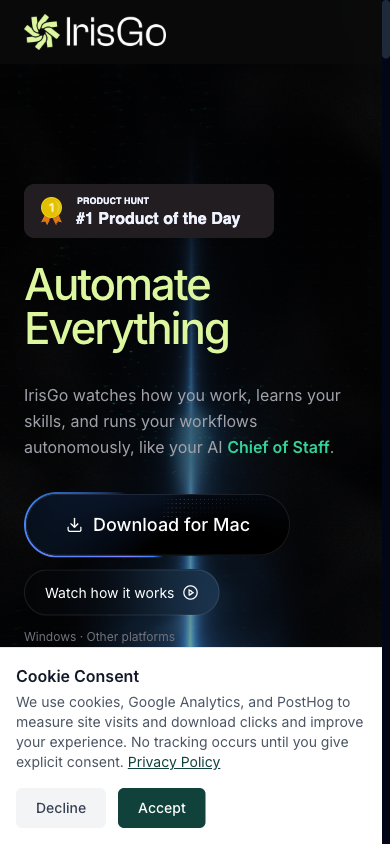 IrisGo
1
PRODUCT HUNT
#1 Product of the Day
Automate
Everything
IrisGo watches how you work, learns your
skills, and runs your workflows
autonomously, like your AI Chief of Staff.
Download for Mac
Watch how it works
Windows · Other platforms
Cookie Consent
We use cookies, Google Analytics, and PostHog to
measure site visits and download clicks and improve
your experience. No tracking occurs until you give
explicit consent. Privacy Policy
Decline
Accept